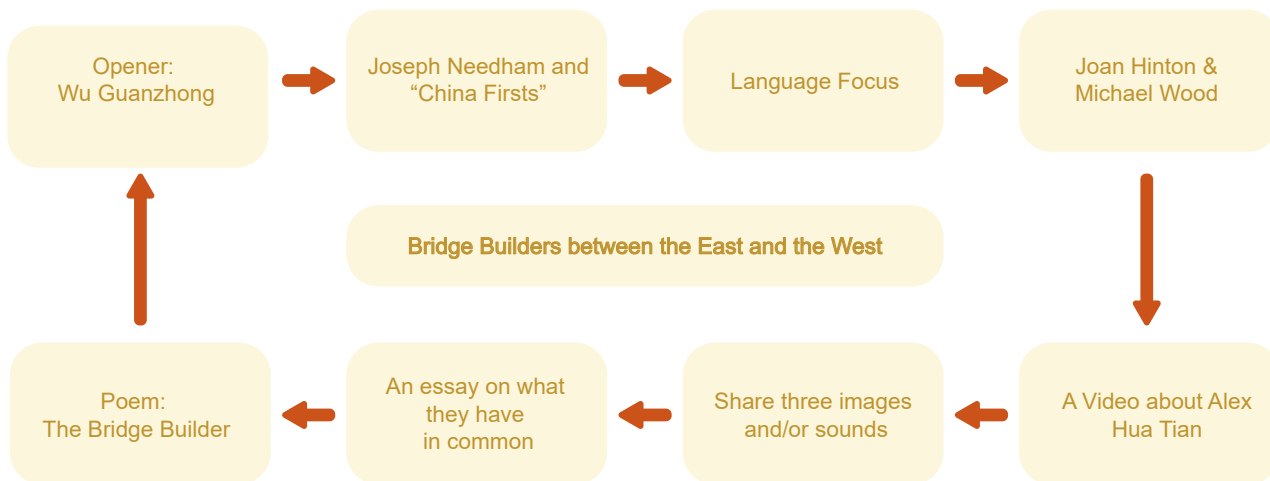 Opener:
Wu Guanzhong
Joseph Needham and
“China Firsts”
Language Focus
Joan Hinton &
Michael Wood
Bridge Builders between the East and the West
Poem:
The Bridge Builder
An essay on what
they have
in common
Share three images
and/or sounds
A Video about Alex
Hua Tian